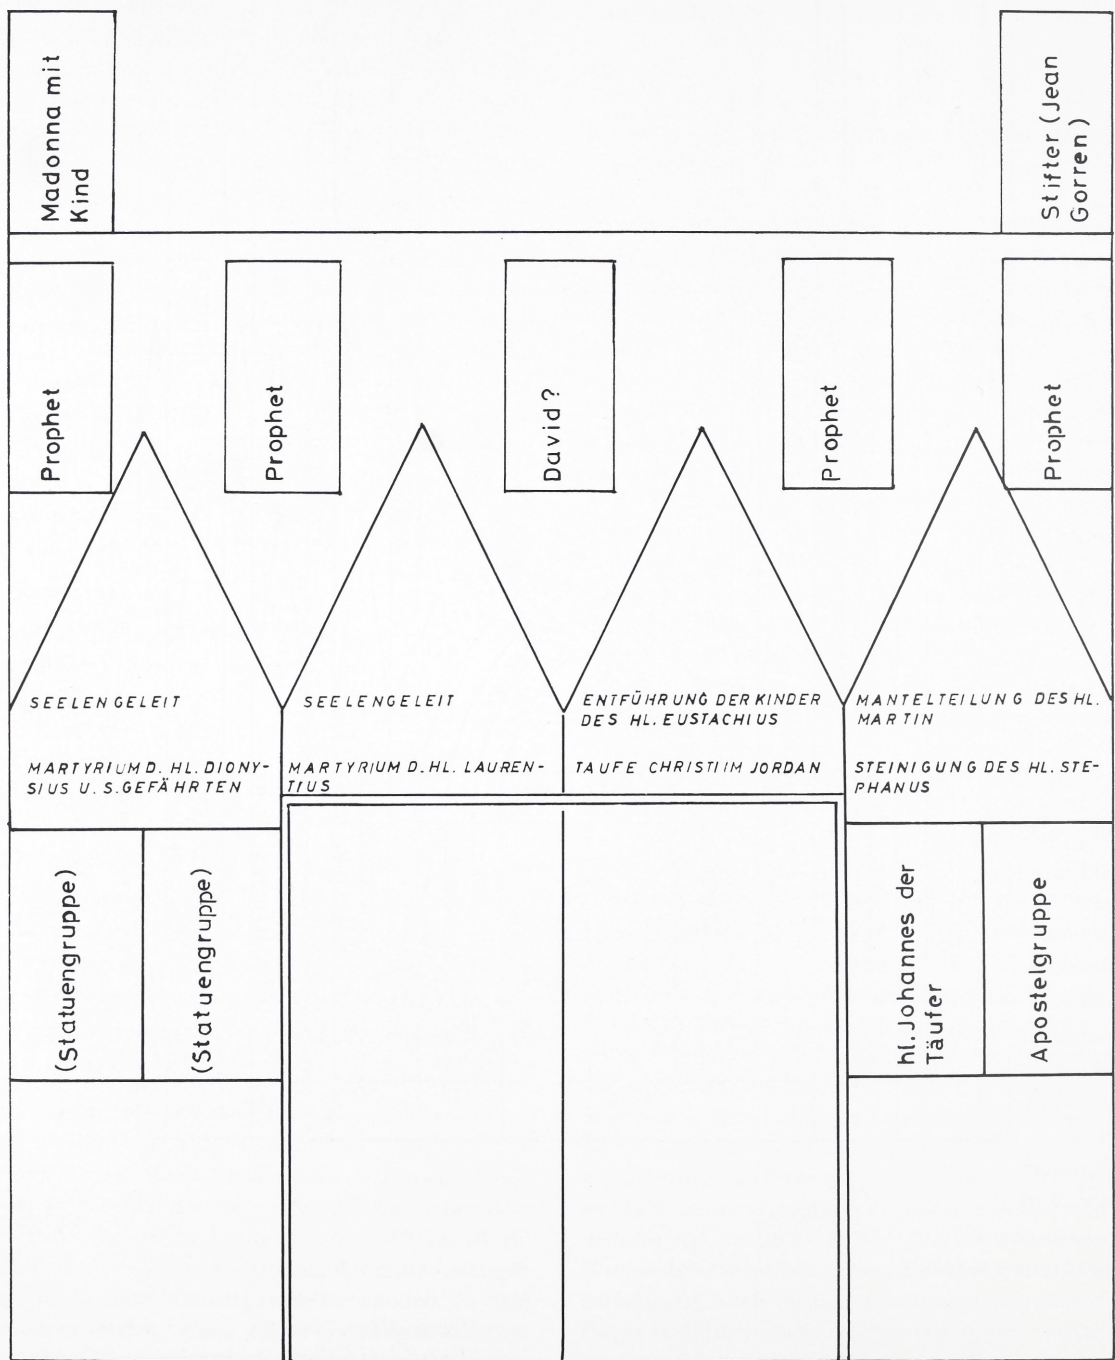 Madonna mit
Kind
Stifter (Jean
Gorren)
Prophet
Prophet
David?
Prophet
Prophet
SEELENGELEIT
SEELENGELEIT
ENTFÜHRUNG DER KINDER
DES HL. EUSTACHIUS
MANTELTEILUNG DES HL.
MARTIN
MARTYRIUM D. HL. DIONY-
SIUS U. S. GEFÄHRTEN
MARTYRIUM D. HL. LAUREN-
TIUS
TAUFE CHRISTI IM JORDAN
STEINIGUNG DES HL. STE-
PHANUS
(Statuengruppe)
(Statuengruppe)
hl. Johannes der
Täufer
Apostelgruppe